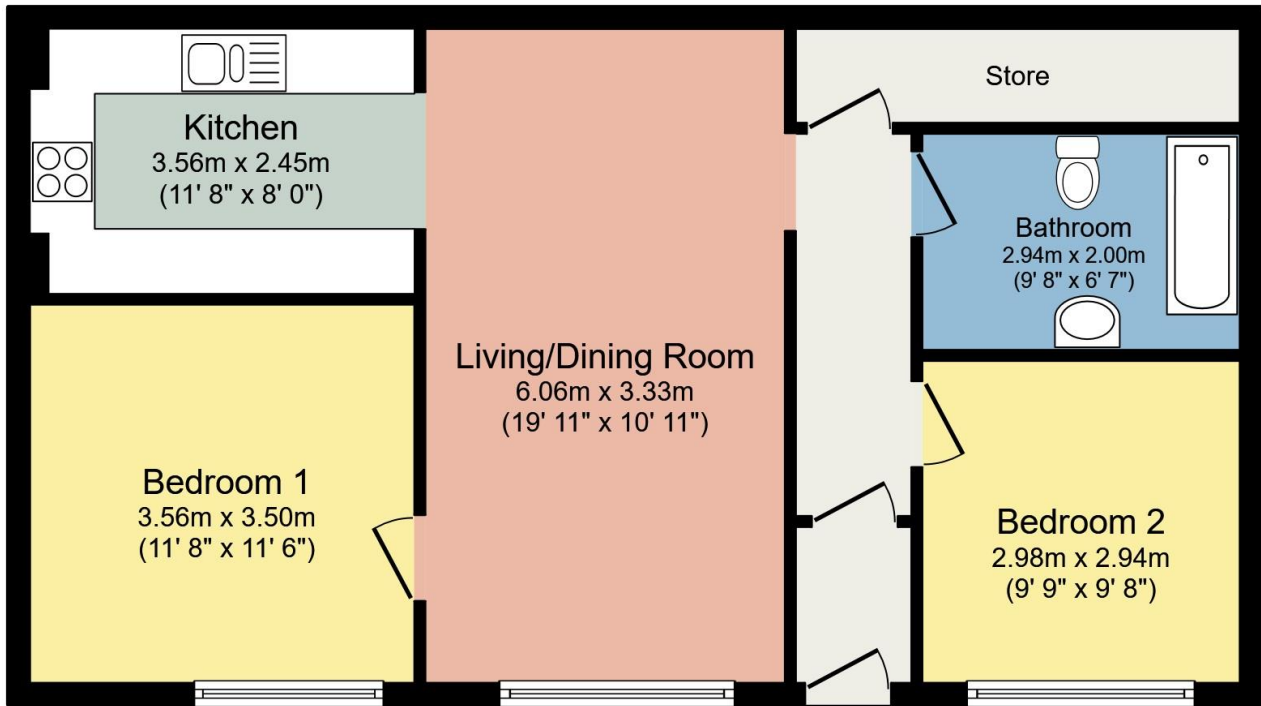 Store
Kitchen
3.56m x 2.45m
(11' 8" x 8' 0")
Bathroom
2.94m x 2.00m
(9' 8" x 6' 7")
Living/Dining Room
6.06m x 3.33m
(19' 11" x 10' 11")
Bedroom 1
3.56m x 3.50m
(11' 8" x 11' 6")
Bedroom 2
2.98m x 2.94m
(9' 9" x 9' 8")